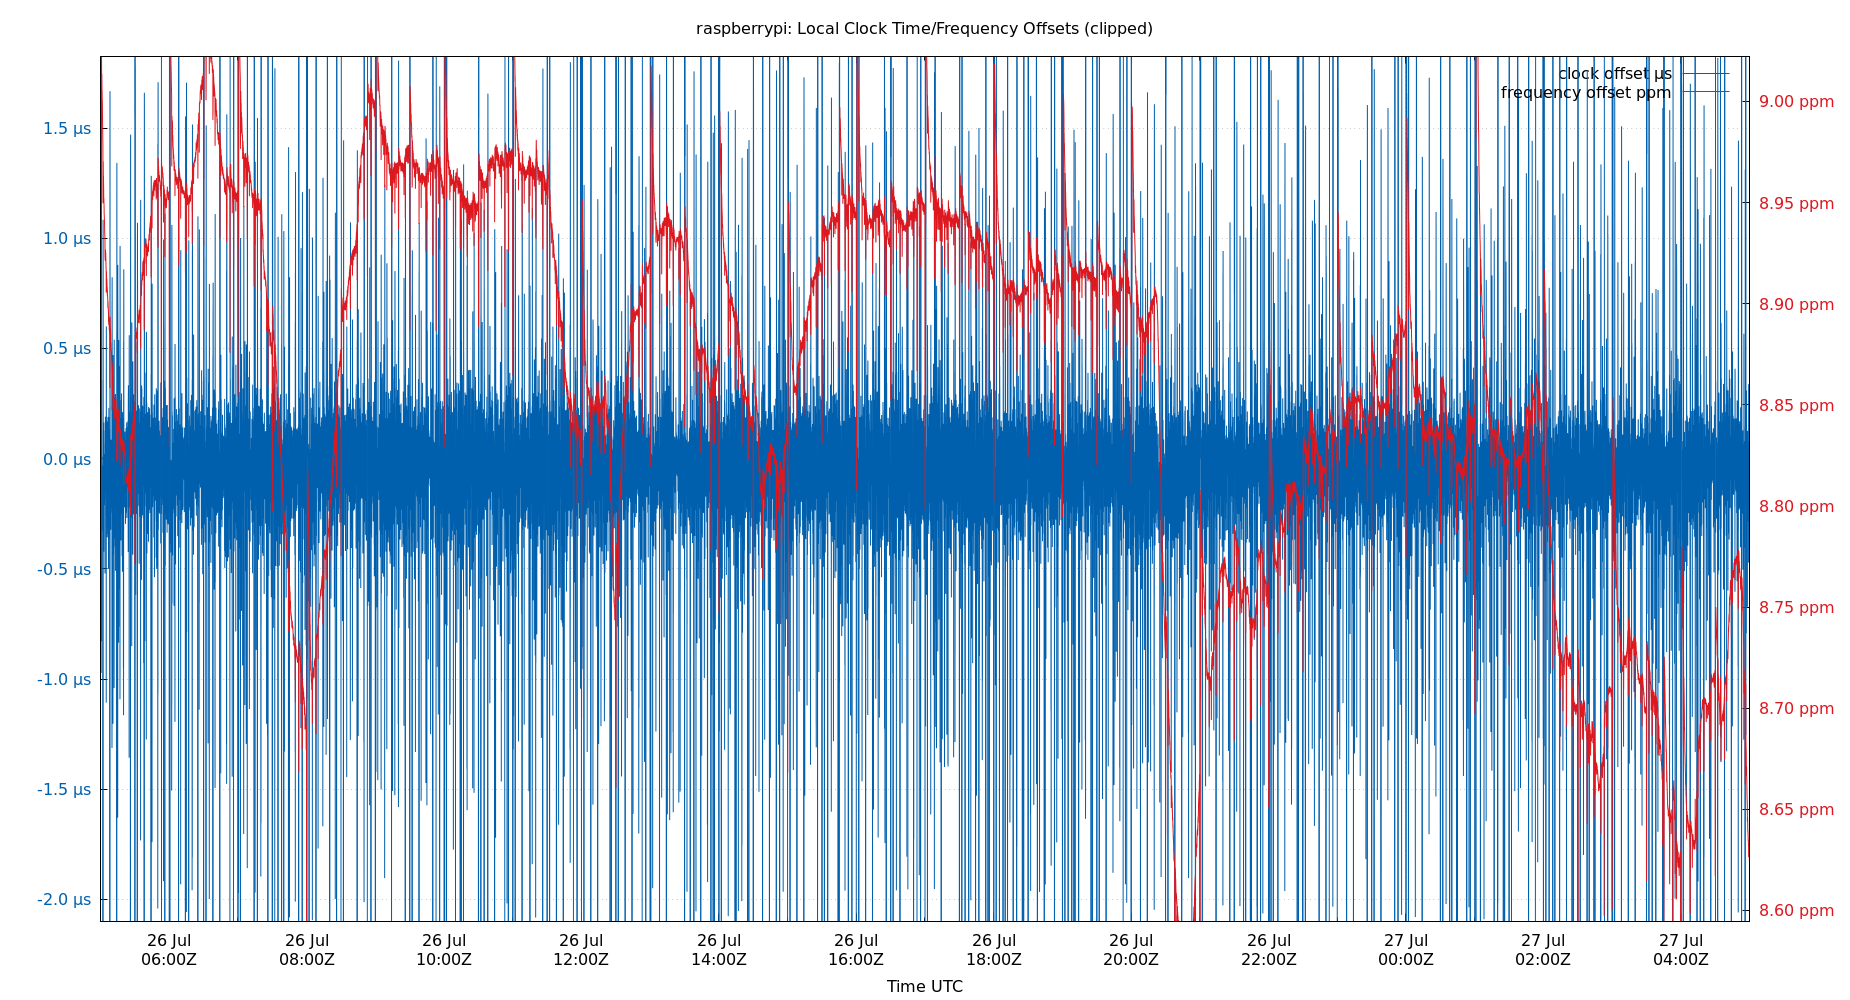 raspberrypi: Local Clock Time/Frequency Offsets (clipped)
clock offset µs
frequency offset ppm
1.5 µs
1.0 µs
0.5 µs
0.0 µs
-0.5 µs
-1.0 µs
-1.5 µs
-2.0 µs
9.00 ppm
8.95 ppm
8.90 ppm
8.85 ppm
8.80 ppm
8.75 ppm
8.70 ppm
8.65 ppm
8.60 ppm
26 Jul 26 Jul 26 Jul 26 Jul 26 Jul 26 Jul 26 Jul 26 Jul 26 Jul 27 Jul 27 Jul 27 Jul
06:00Z 08:00Z 10:00Z 12:00Z 14:00Z 16:00Z 18:00Z 20:00Z 22:00Z 00:00Z 02:00Z 04:00Z
Time UTC